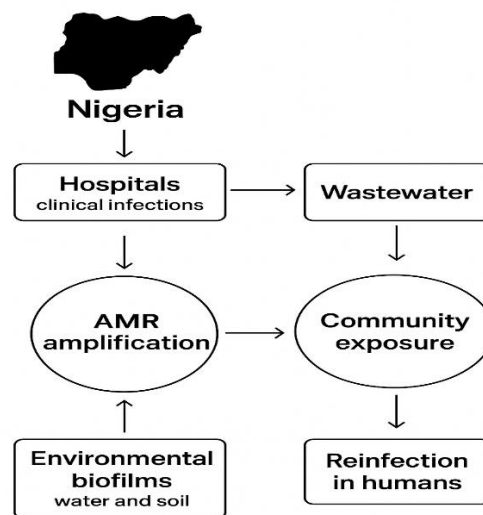 Nigeria
Hospitals
clinical infections
Wastewater
AMR
amplification
Community
exposure
Environmental
biofilms
water and soil
Reinfection
in humans